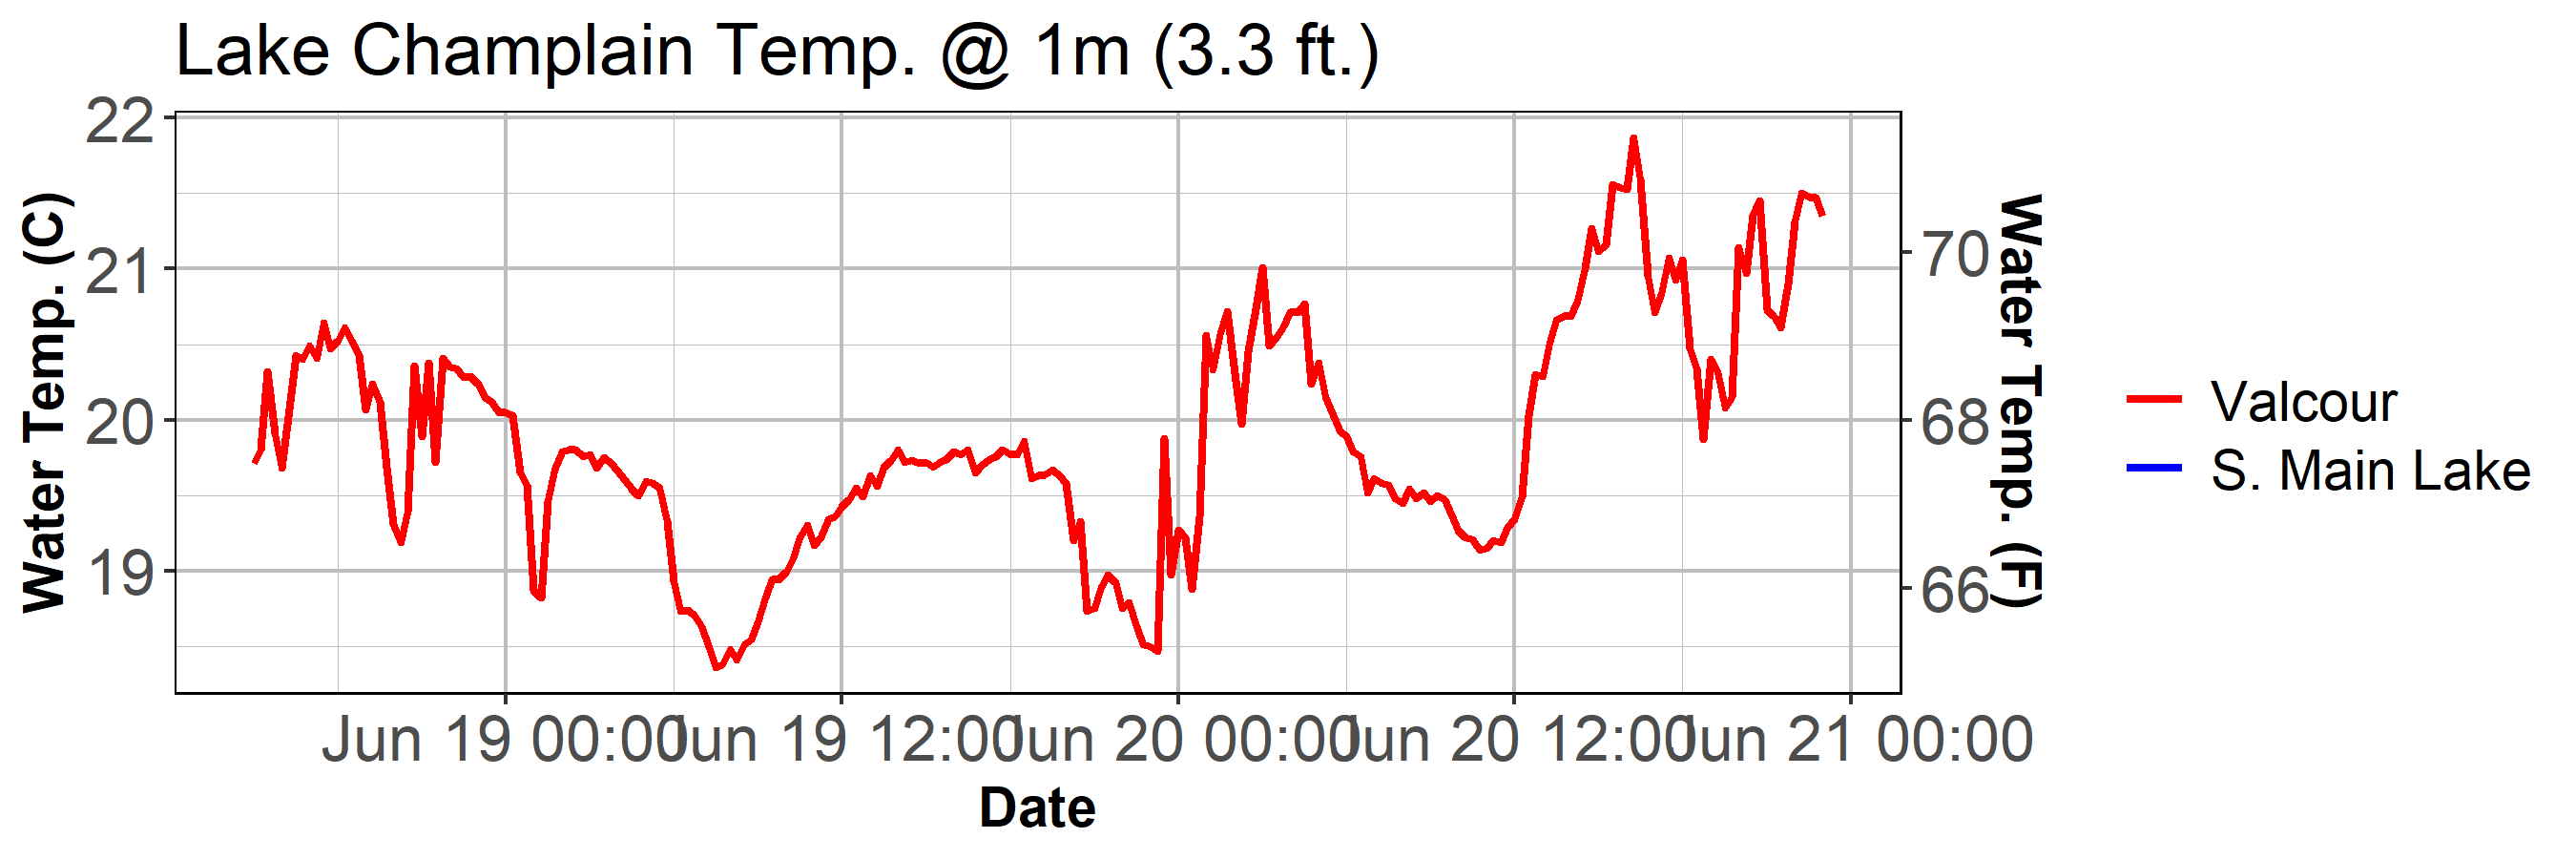 Lake Champlain Temp. @ 1m (3.3 ft.)
Water Temp. (C)
22
21
20
19
70
68
66
Water Temp. (F)
Valcour
S. Main Lake
Jun 19 00:00
Jun 19 12:00
Jun 20 00:00
Jun 20 12:00
Jun 21 00:00
Date